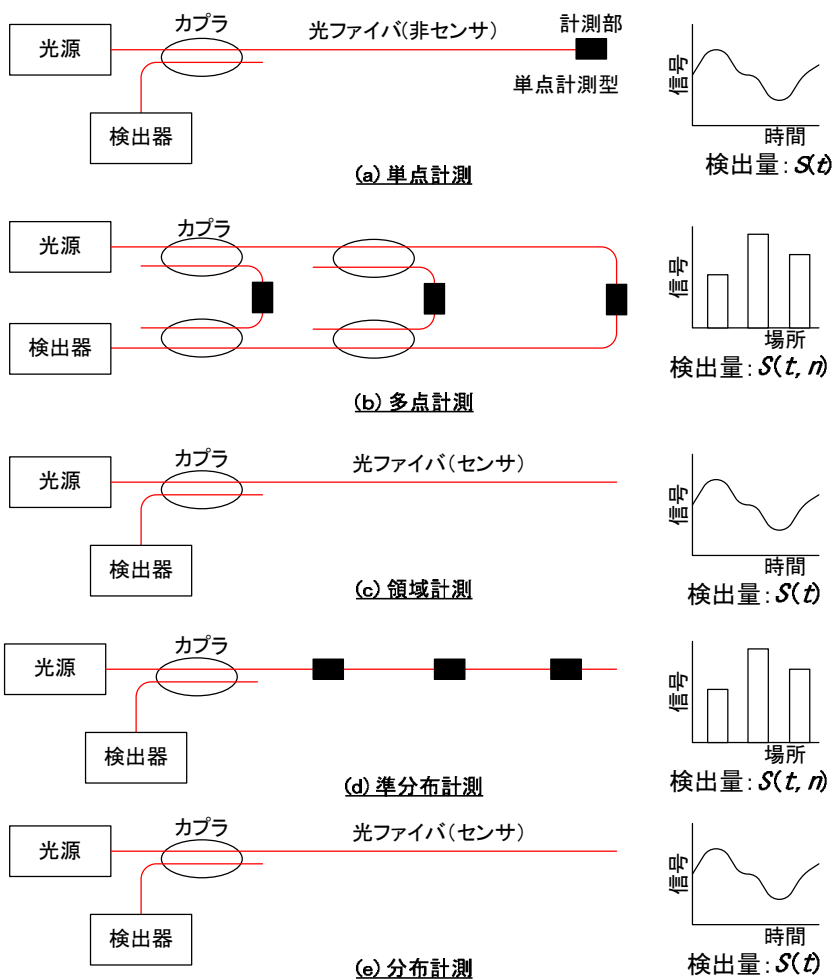 カプラ
光ファイバ(非センサ)
計測部
光源
単点計測型
検出器
信号
時間
(a) 単点計測
検出量: S(t)
カプラ
光源
検出器
信号
場所
(b) 多点計測
検出量: S(t, n)
カプラ
光ファイバ(センサ)
光源
検出器
信号
時間
(c) 領域計測
検出量: S(t)
カプラ
光源
検出器
信号
場所
(d) 準分布計測
検出量: S(t, n)
カプラ
光ファイバ(センサ)
光源
検出器
信号
時間
(e) 分布計測
検出量: S(t)